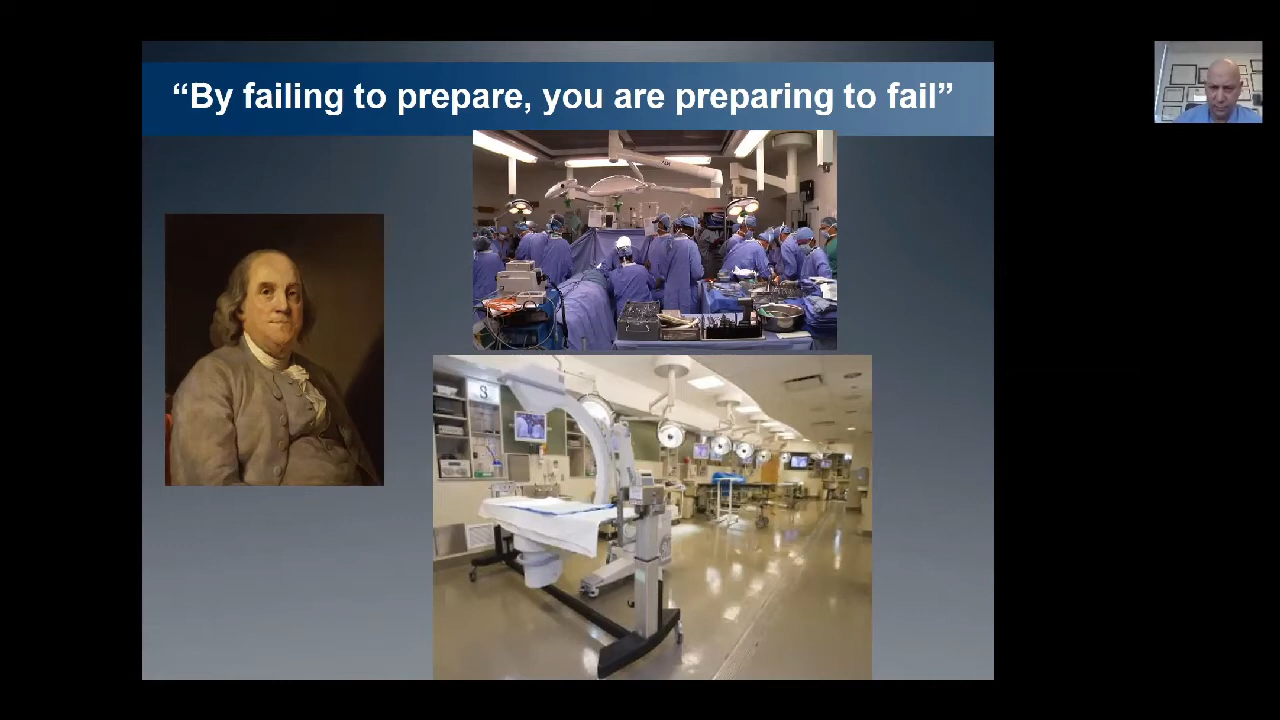 “By failing to prepare, you are preparing to fail”